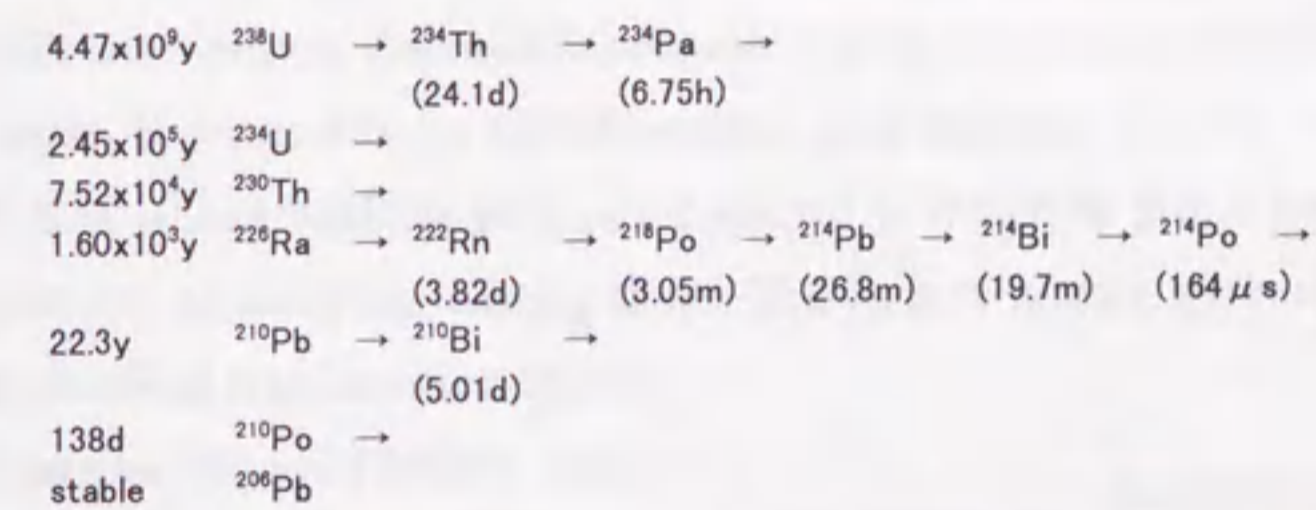 4.47x10⁹y ²³⁸U → ²³⁴Th → ²³⁴Pa →
(24.1d) (6.75h)
2.45x10⁵y ²³⁴U →
7.52x10⁴y ²³⁰Th →
1.60x10³y ²²⁶Ra → ²²²Rn → ²¹⁸Po → ²¹⁴Pb → ²¹⁴Bi → ²¹⁴Po →
(3.82d) (3.05m) (26.8m) (19.7m) (164 μ s)
22.3y ²¹⁰Pb → ²¹⁰Bi →
(5.01d)
138d ²¹⁰Po →
stable ²⁰⁶Pb